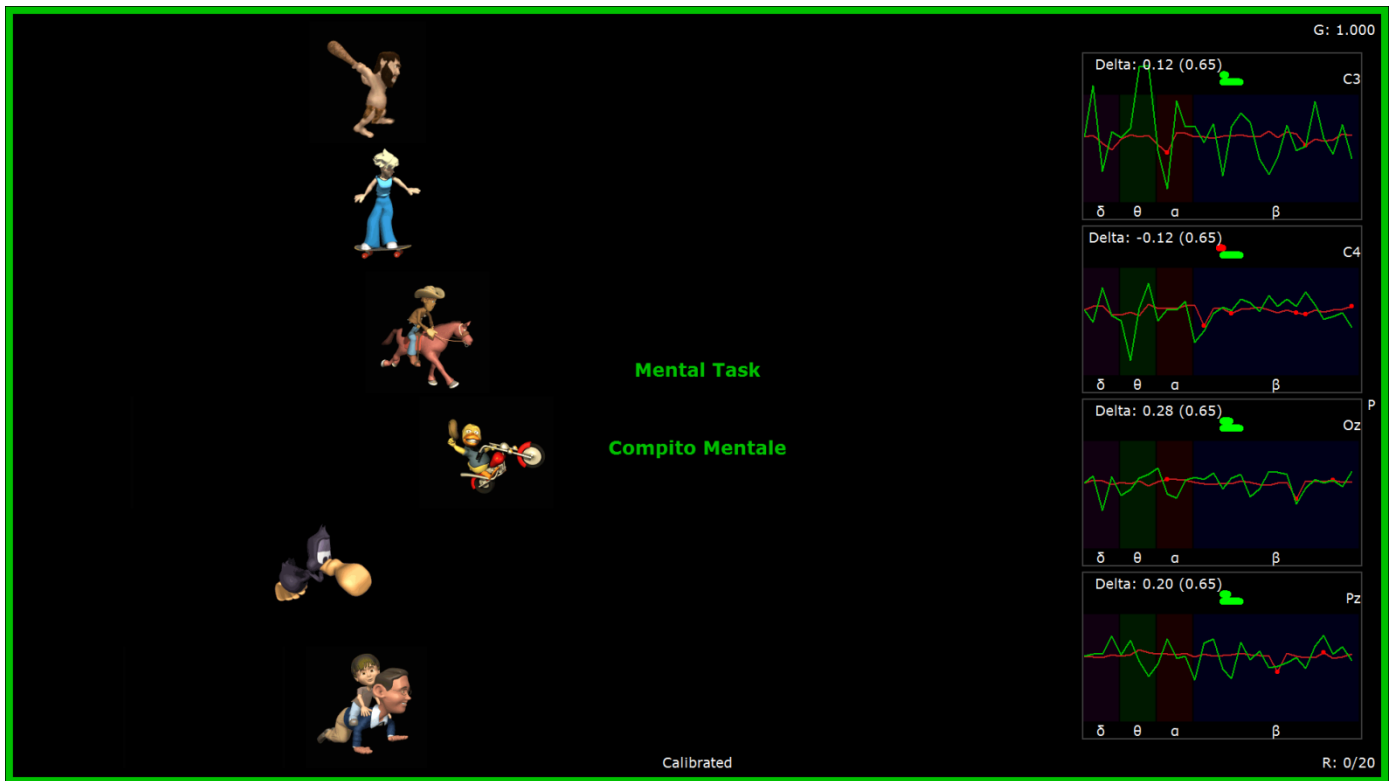 G: 1.000
Delta: 0.12 (0.65)
C3
δ θ α β
Delta: -0.12 (0.65)
C4
δ θ α β
Mental Task
P
Delta: 0.28 (0.65)
Oz
Compito Mentale
δ θ α β
Delta: 0.20 (0.65)
Pz
δ θ α β
Calibrated
R: 0/20